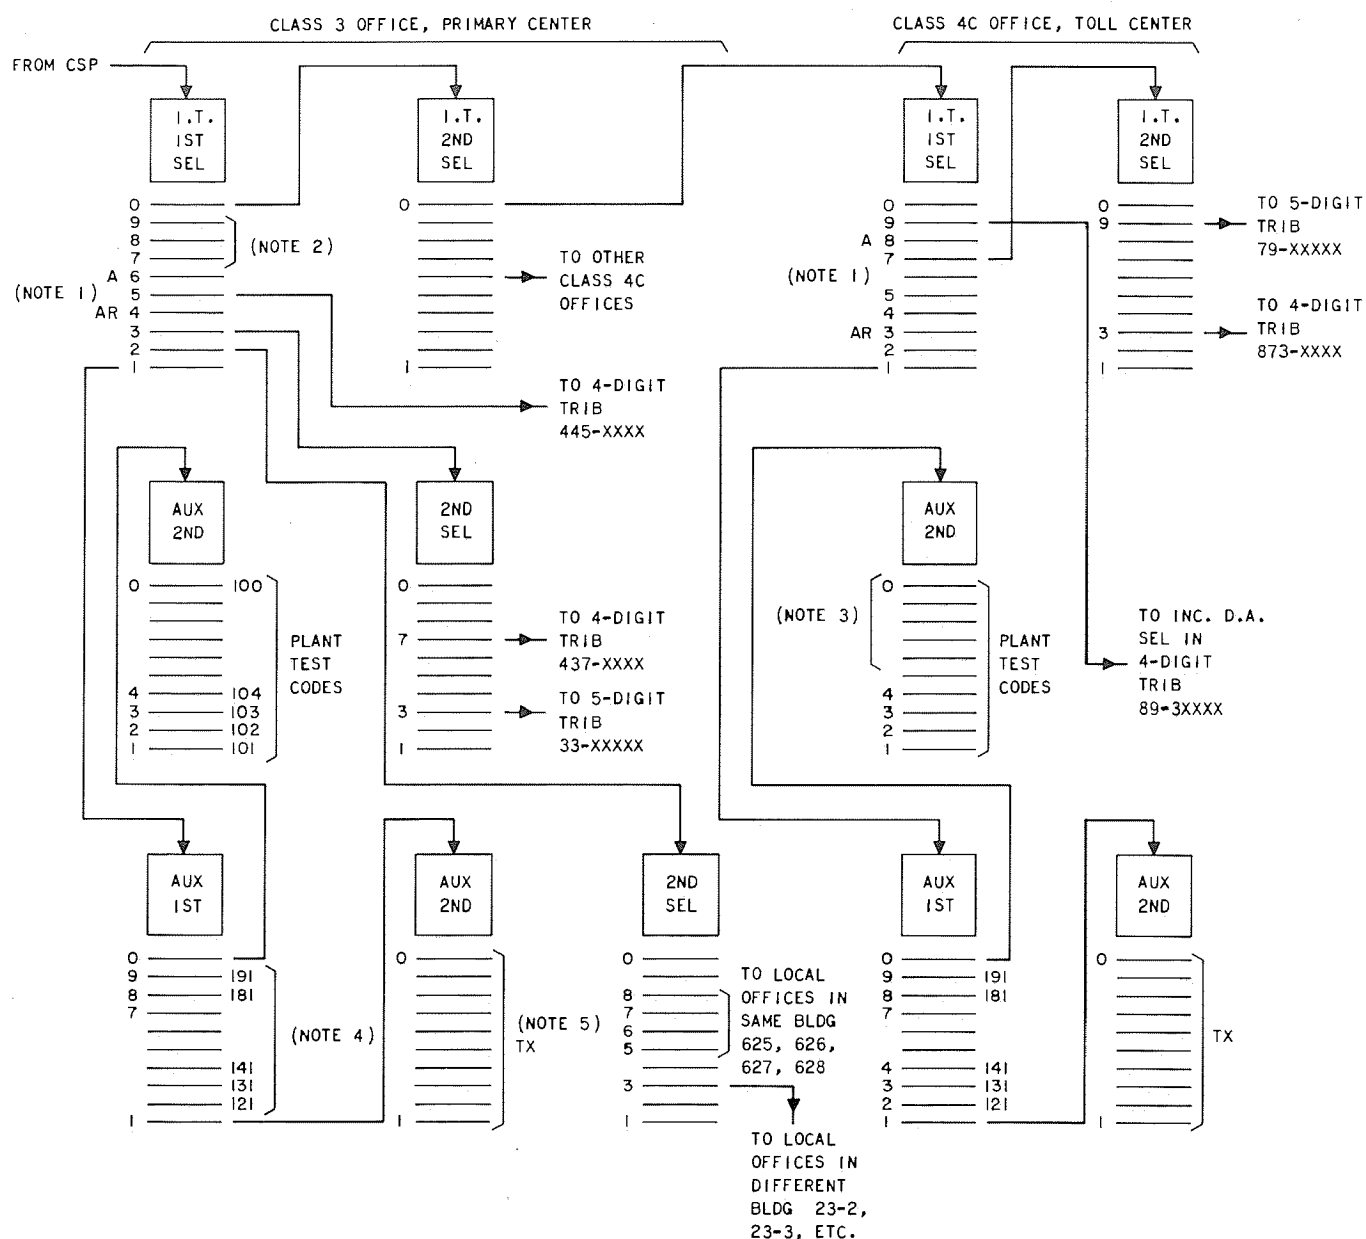 CLASS 3 OFFICE, PRIMARY CENTER
CLASS 4C OFFICE, TOLL CENTER
FROM CSP
I.T.
1ST
SEL
0
9
8
7
A 6
5
AR 4
3
2
1
(NOTE 1)
(NOTE 2)
I.T.
2ND
SEL
0
1
TO OTHER
CLASS 4C
OFFICES
TO 4-DIGIT
TRIB
445-XXXX
I.T.
1ST
SEL
0
9
A 8
7
(NOTE 1)
5
4
AR 3
2
1
I.T.
2ND
SEL
0
9
3
1
TO 5-DIGIT
TRIB
79-XXXXX
TO 4-DIGIT
TRIB
873-XXXX
AUX
2ND
0 100
4 104
3 103
2 102
1 101
PLANT
TEST
CODES
2ND
SEL
0
7
3
1
TO 4-DIGIT
TRIB
437-XXXX
TO 5-DIGIT
TRIB
33-XXXXX
AUX
2ND
(NOTE 3)
0
4
3
2
1
PLANT
TEST
CODES
TO INC. D.A.
SEL IN
4-DIGIT
TRIB
89-3XXXX
AUX
1ST
0
9 191
8 181
7
141
131
121
1
(NOTE 4)
AUX
2ND
0
1
(NOTE 5)
TX
2ND
SEL
0
8
7
6
5
3
1
TO LOCAL
OFFICES IN
SAME BLDG
625, 626,
627, 628
TO LOCAL
OFFICES IN
DIFFERENT
BLDG 23-2,
23-3, ETC.
AUX
1ST
0
9 191
8 181
7
4 141
3 131
2 121
1
AUX
2ND
0
1
TX